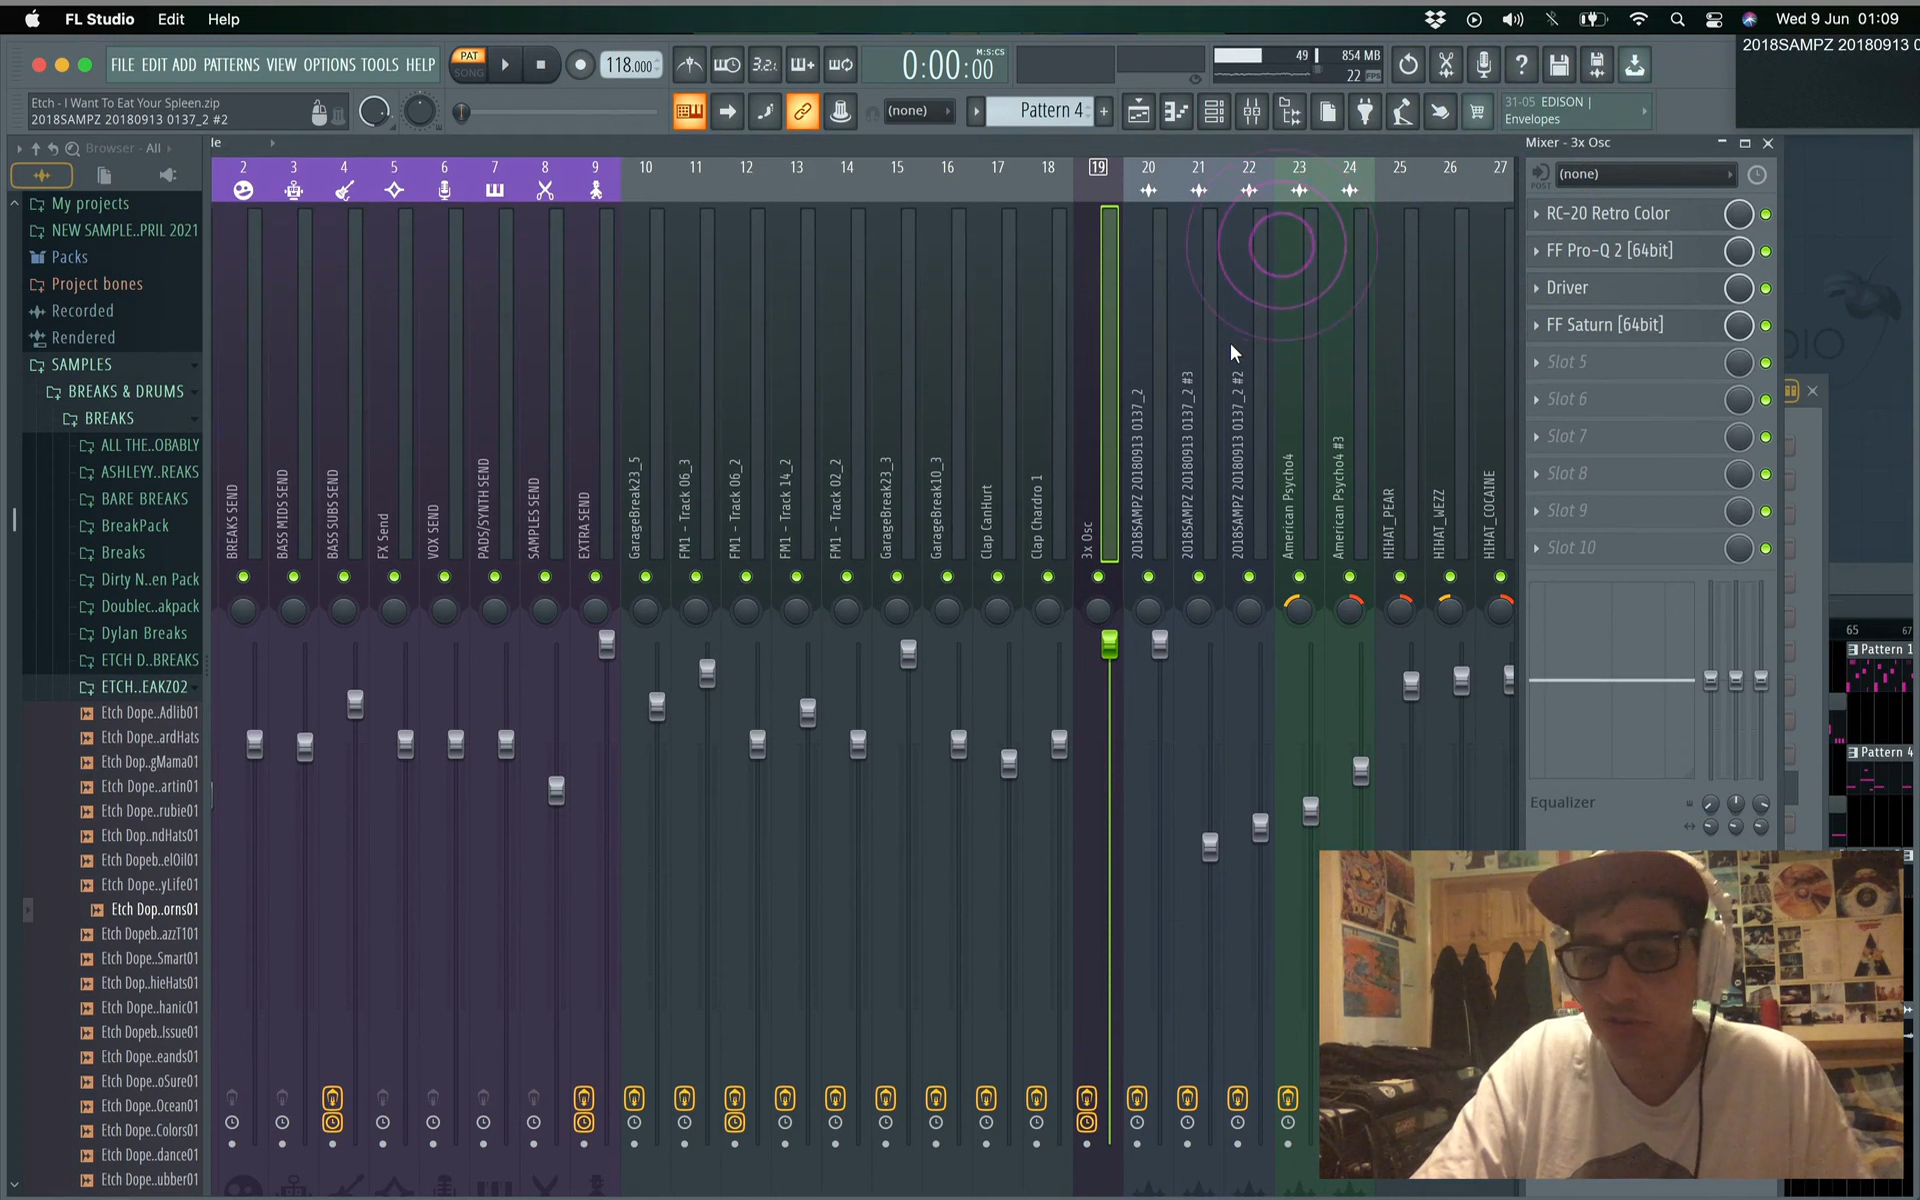 FL Studio Edit Help
Wed 9 Jun 01:09
2018SAMPZ 20180913 0
FILE EDIT ADD PATTERNS VIEW OPTIONS TOOLS HELP
PAT
SONG
118.000
3.2.
0:00:00
M:S:CS
49
854 MB
22 FPS
Etch - I Want To Eat Your Spleen.zip
2018SAMPZ 20180913 0137_2 #2
(none)
Pattern 4
+
31-05 EDISON |
Envelopes
Browser - All
My projects
NEW SAMPLE..PRIL 2021
Packs
Project bones
Recorded
Rendered
SAMPLES
BREAKS & DRUMS
BREAKS
ALL THE..OBABLY
ASHLEYY..REAKS
BARE BREAKS
BreakPack
Breaks
Dirty N..en Pack
Doublec..akpack
Dylan Breaks
ETCH D..BREAKS
ETCH..EAKZ02
Etch Dope..Adlib01
Etch Dope..ardHats
Etch Dop..gMama01
Etch Dope..artin01
Etch Dope..rubie01
Etch Dop..ndHats01
Etch Dopeb..elOil01
Etch Dope..yLife01
Etch Dop..orns01
Etch Dopeb..azzT101
Etch Dope..Smart01
Etch Dop..hieHats01
Etch Dope..hanic01
Etch Dopeb..Issue01
Etch Dope..eands01
Etch Dope..oSure01
Etch Dope..Ocean01
Etch Dope..Colors01
Etch Dope..dance01
Etch Dope..ubber01
le
2 3 4 5 6 7 8 9 10 11 12 13 14 15 16 17 18 19 20 21 22 23 24 25 26 27
BREAKS SEND
BASS MIDS SEND
BASS SUBS SEND
FX Send
VOX SEND
PADS/SYNTH SEND
SAMPLES SEND
EXTRA SEND
GarageBreak23_5
FM1 - Track 06_3
FM1 - Track 06_2
FM1 - Track 14_2
FM1 - Track 02_2
GarageBreak23_3
GarageBreak10_3
Clap CanHurt
Clap Chardro 1
3x Osc
2018SAMPZ 20180913 0137_2
2018SAMPZ 20180913 0137_2 #3
2018SAMPZ 20180913 0137_2 #2
American Psycho4
American Psycho4 #3
HIHAT_PEAR
HIHAT_WEZZ
HIHAT_COCAINE
Mixer - 3x Osc
POST
(none)
RC-20 Retro Color
FF Pro-Q 2 [64bit]
Driver
FF Saturn [64bit]
Slot 5
Slot 6
Slot 7
Slot 8
Slot 9
Slot 10
Equalizer
DIO
65 67
Pattern 1
Pattern 4